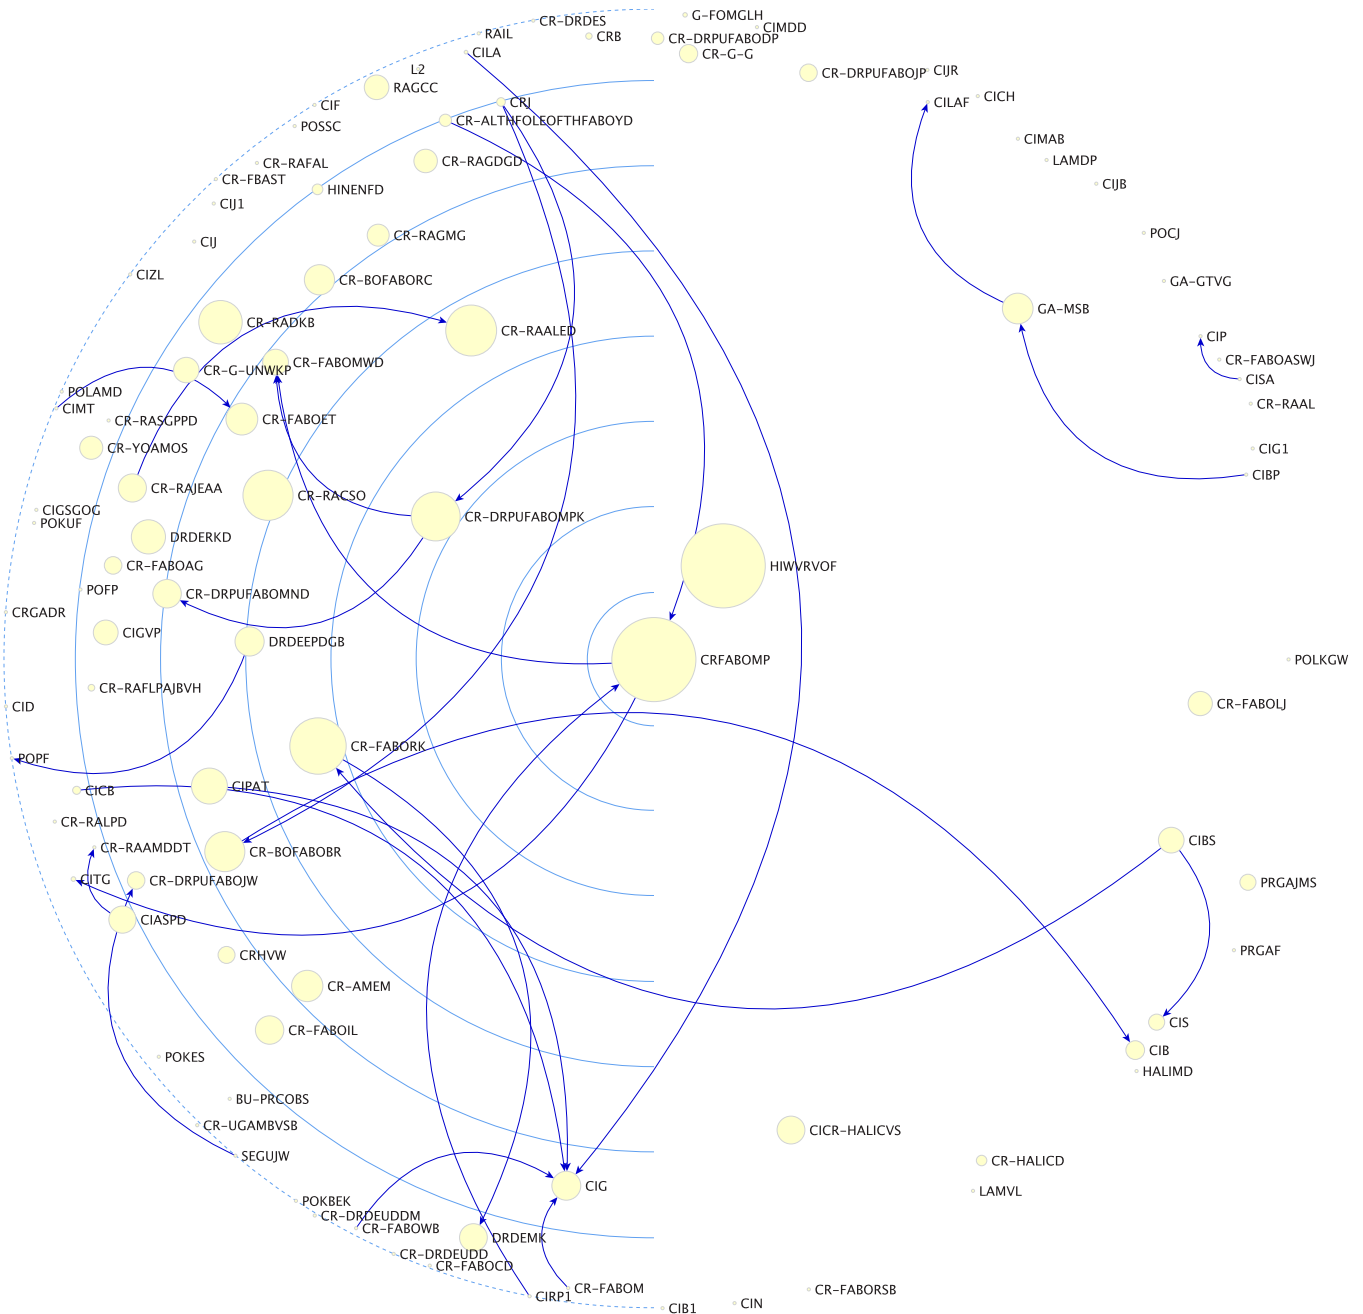 G-FOMGLH
CR-DRDES
CIMDD
RAIL
CRB
CR-DRPUFABODP
CILA
CR-G-G
L2
CR-DRPUFABOJP
CIJR
RAGCC
CICH
CILAF
CRJ
CIF
CR-ALTHFOLEOFTHFABOYD
POSSC
CIMAB
CR-RAFAL
CR-RAGDGD
LAMDP
CR-FBAST
CIJB
HINENFD
CIJ1
POCJ
CR-RAGMG
CIJ
CIZL
CR-BOFABORC
GA-GTVG
GA-MSB
CR-RADKB
CR-RAALED
CIP
CR-FABOMWD
CR-FABOASWJ
CR-G-UNWKP
CISA
POLAMD
CR-RAAL
CIMT
CR-RASGPPD
CR-FABOET
CR-YOAMOS
CIG1
CIBP
CR-RAJEAA
CR-RACSO
CIGSGOG
CR-DRPUFABOMPK
POKUF
DRDERKD
CR-FABOAG
HIWVRVOF
POFP
CR-DRPUFABOMND
CRGADR
CIGVP
DRDEEPDGB
CRFABOMP
POLKGW
CR-RAFLPAJBVH
CID
CR-FABOLJ
CR-FABORK
POPF
CIPAT
CICB
CR-RALPD
CIBS
CR-RAAMDDT
CR-BOFABOBR
CITG
CR-DRPUFABOJW
PRGAJMS
CIASPD
PRGAF
CRHVW
CR-AMEM
CIS
CR-FABOIL
CIB
POKES
HALIMD
BU-PRCOBS
CR-UGAMBVSB
CICR-HALICVS
SEGUJW
CR-HALICD
CIG
LAMVL
POKBEK
CR-DRDEUDDM
CR-FABOWB
DRDEMK
CR-DRDEUDD
CR-FABOCD
CR-FABOM
CR-FABORSB
CIRP1
CIN
CIB1